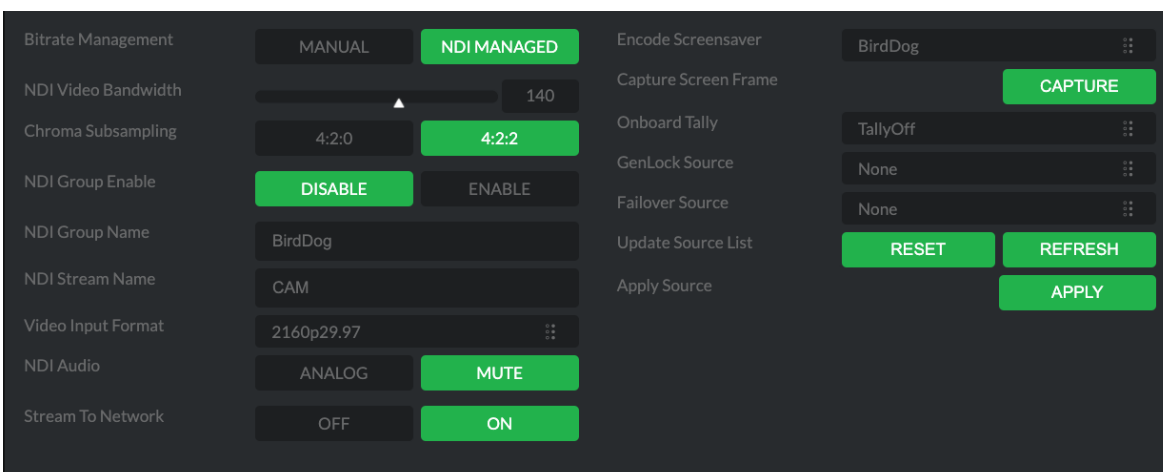 Bitrate Management MANUAL NDI MANAGED
NDI Video Bandwidth 140
Chroma Subsampling 4:2:0 4:2:2
NDI Group Enable DISABLE ENABLE
NDI Group Name BirdDog
NDI Stream Name CAM
Video Input Format 2160p29.97
NDI Audio ANALOG MUTE
Stream To Network OFF ON
Encode Screensaver BirdDog
Capture Screen Frame CAPTURE
Onboard Tally TallyOff
GenLock Source None
Failover Source None
Update Source List RESET REFRESH
Apply Source APPLY